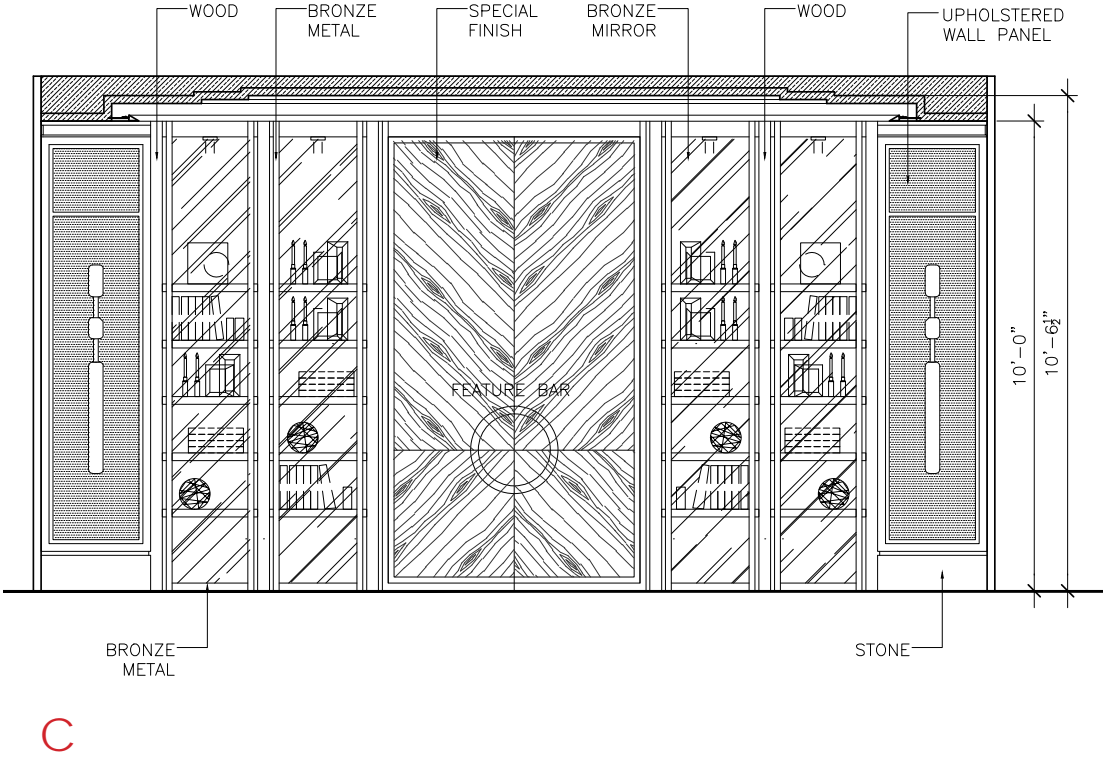 WOOD
BRONZE
METAL
SPECIAL
FINISH
BRONZE
MIRROR
WOOD
UPHOLSTERED
WALL PANEL
10'-0"
10'-6½"
FEATURE BAR
BRONZE
METAL
STONE
C